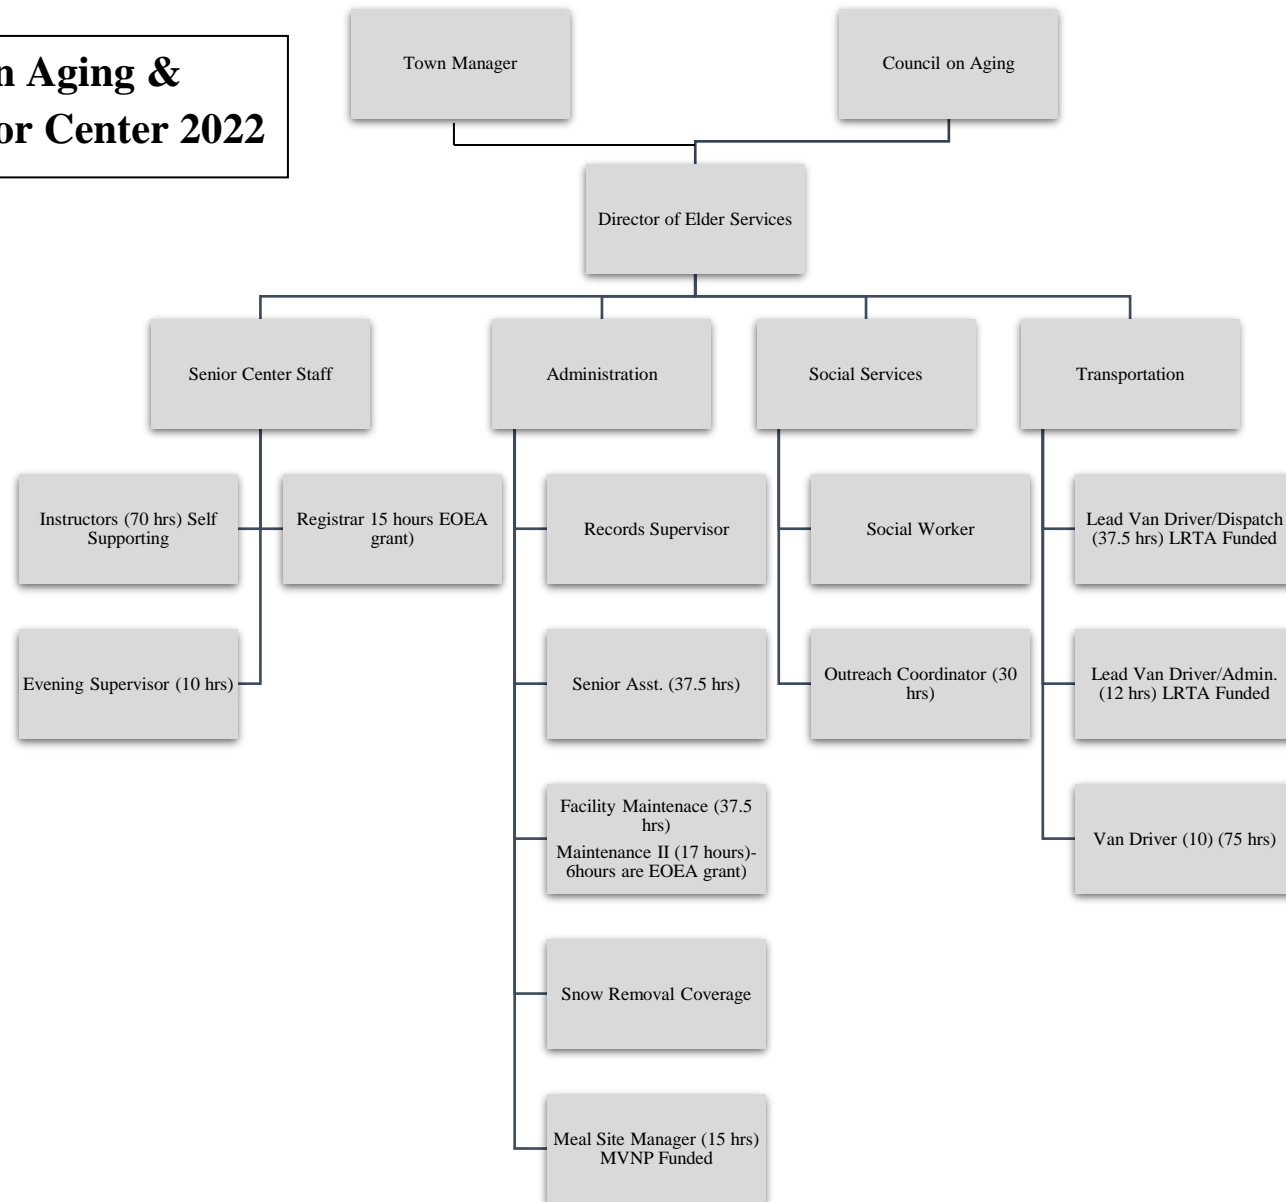 n Aging &
or Center 2022
Town Manager
Council on Aging
Director of Elder Services
Senior Center Staff
Administration
Social Services
Transportation
Instructors (70 hrs) Self
Supporting
Registrar 15 hours EOEA
grant)
Records Supervisor
Social Worker
Lead Van Driver/Dispatch
(37.5 hrs) LRTA Funded
Evening Supervisor (10 hrs)
Senior Asst. (37.5 hrs)
Outreach Coordinator (30
hrs)
Lead Van Driver/Admin.
(12 hrs) LRTA Funded
Facility Maintenace (37.5
hrs)
Maintenance II (17 hours)-
6hours are EOEA grant)
Van Driver (10) (75 hrs)
Snow Removal Coverage
Meal Site Manager (15 hrs)
MVNP Funded